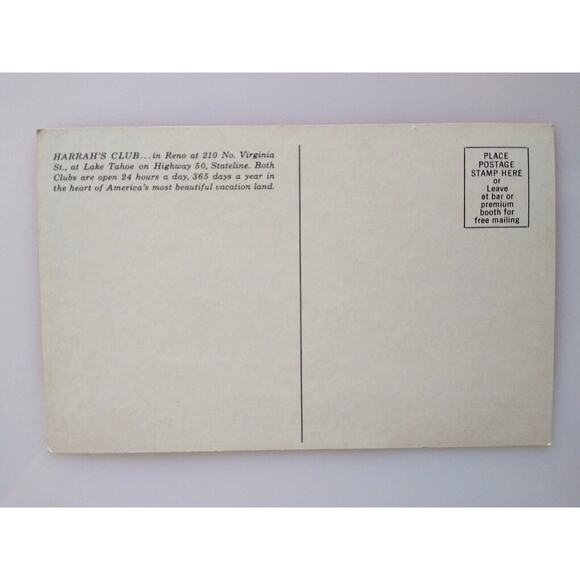 HARRAH'S CLUB...in Reno at 210 No. Virginia
St., at Lake Tahoe on Highway 50, Stateline. Both
Clubs are open 24 hours a day, 365 days a year in
the heart of America's most beautiful vacation land.
PLACE
POSTAGE
STAMP HERE
or
Leave
at bar or
premium
booth for
free mailing